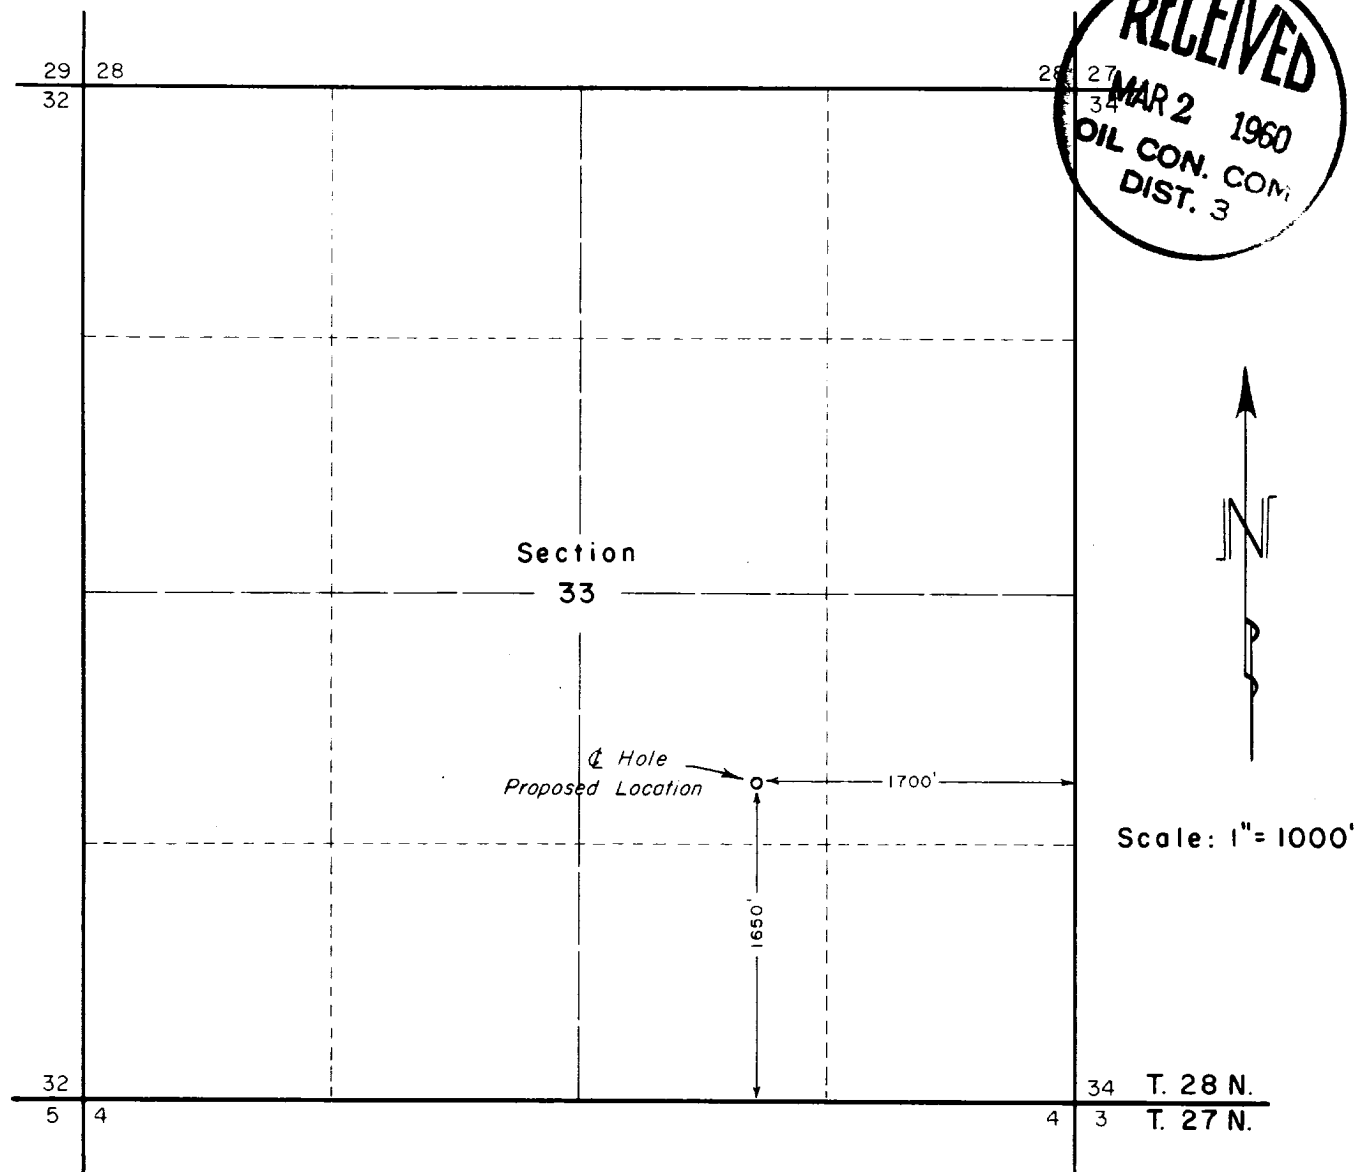 RECEIVED
MAR 2 1960
OIL CON. COM
DIST. 3
29 28
28 27
32
34
N
Section
33
℄ Hole
Proposed Location
1700'
Scale: 1"= 1000'
1650'
32
34 T. 28 N.
5 4
4 3 T. 27 N.